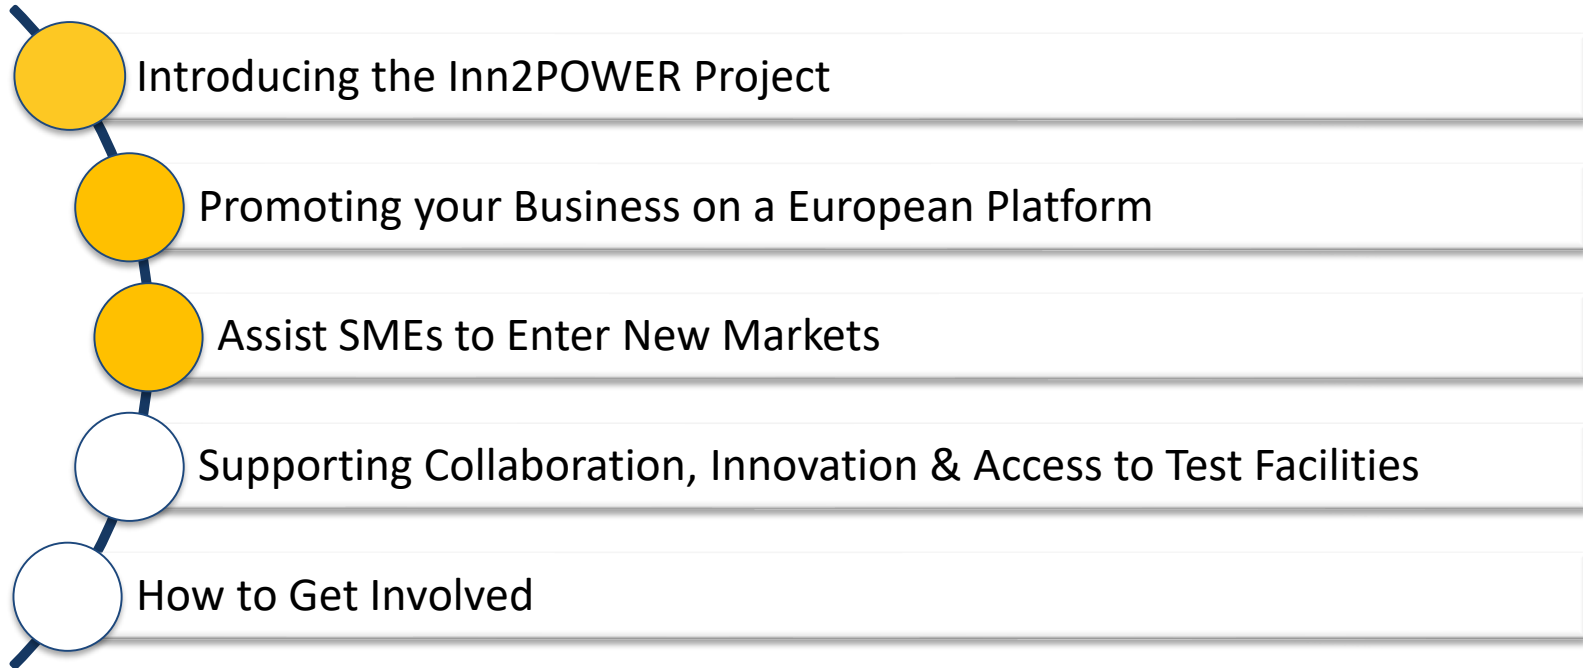 Introducing the Inn2POWER Project
Promoting your Business on a European Platform
Assist SMEs to Enter New Markets
Supporting Collaboration, Innovation & Access to Test Facilities
How to Get Involved